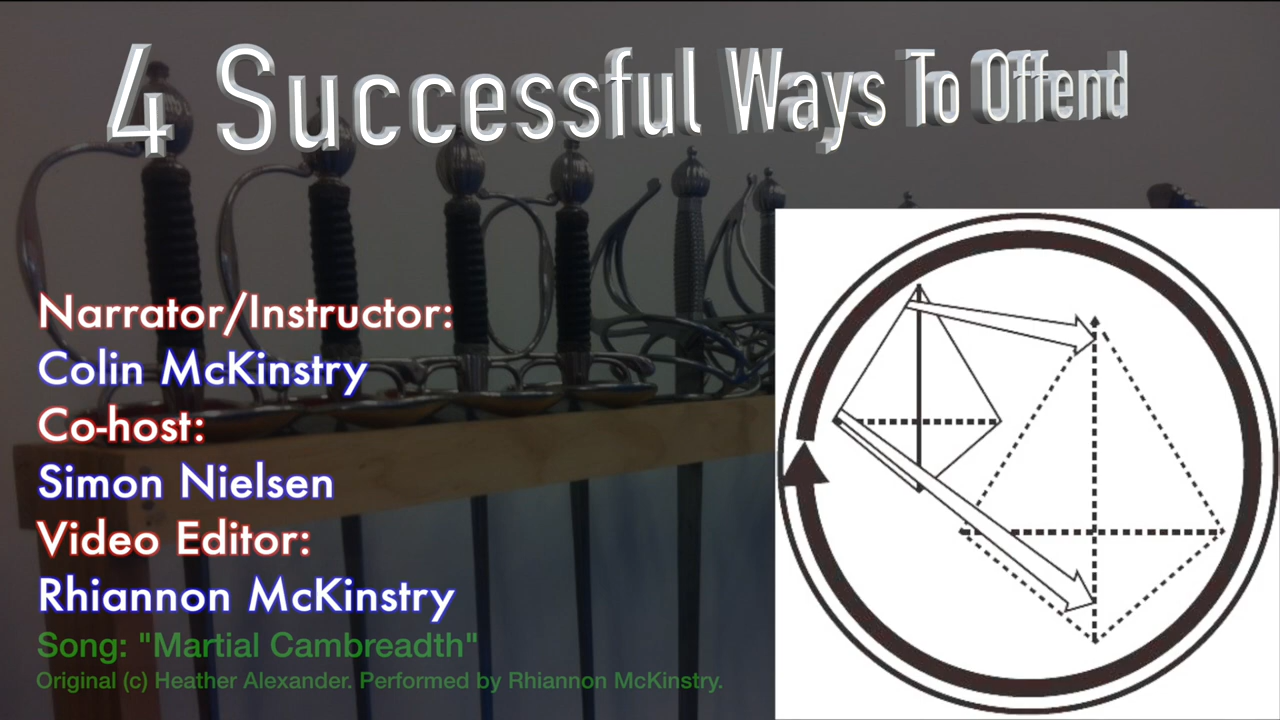 4 Successful Ways To Offend
Narrator/Instructor:
Colin McKinstry
Co-host:
Simon Nielsen
Video Editor:
Rhiannon McKinstry
Song: "Martial Cambreadth"
Original (c) Heather Alexander. Performed by Rhiannon McKinstry.